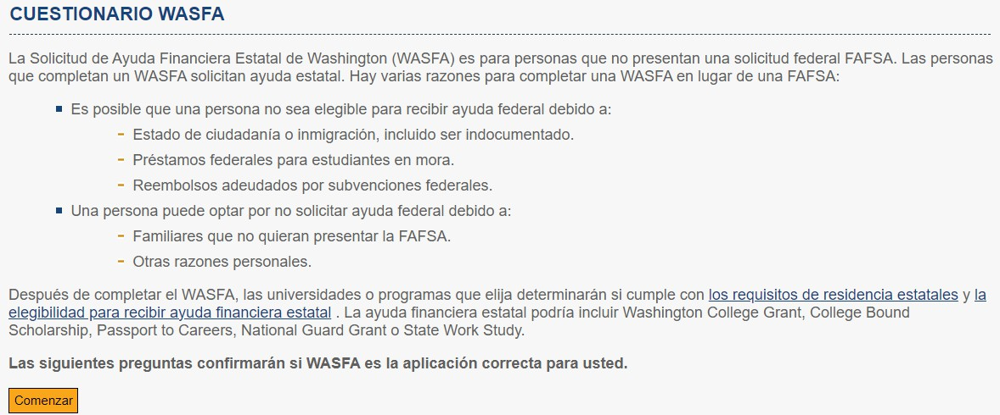 CUESTIONARIO WASFA
La Solicitud de Ayuda Financiera Estatal de Washington (WASFA) es para personas que no presentan una solicitud federal FAFSA. Las personas
que completan un WASFA solicitan ayuda estatal. Hay varias razones para completar una WASFA en lugar de una FAFSA:
Es posible que una persona no sea elegible para recibir ayuda federal debido a:
Estado de ciudadanía o inmigración, incluido ser indocumentado.
Préstamos federales para estudiantes en mora.
Reembolsos adeudados por subvenciones federales.
Una persona puede optar por no solicitar ayuda federal debido a:
Familiares que no quieran presentar la FAFSA.
Otras razones personales.
Después de completar el WASFA, las universidades o programas que elija determinarán si cumple con los requisitos de residencia estatales y la
elegibilidad para recibir ayuda financiera estatal . La ayuda financiera estatal podría incluir Washington College Grant, College Bound
Scholarship, Passport to Careers, National Guard Grant o State Work Study.
Las siguientes preguntas confirmarán si WASFA es la aplicación correcta para usted.
Comenzar